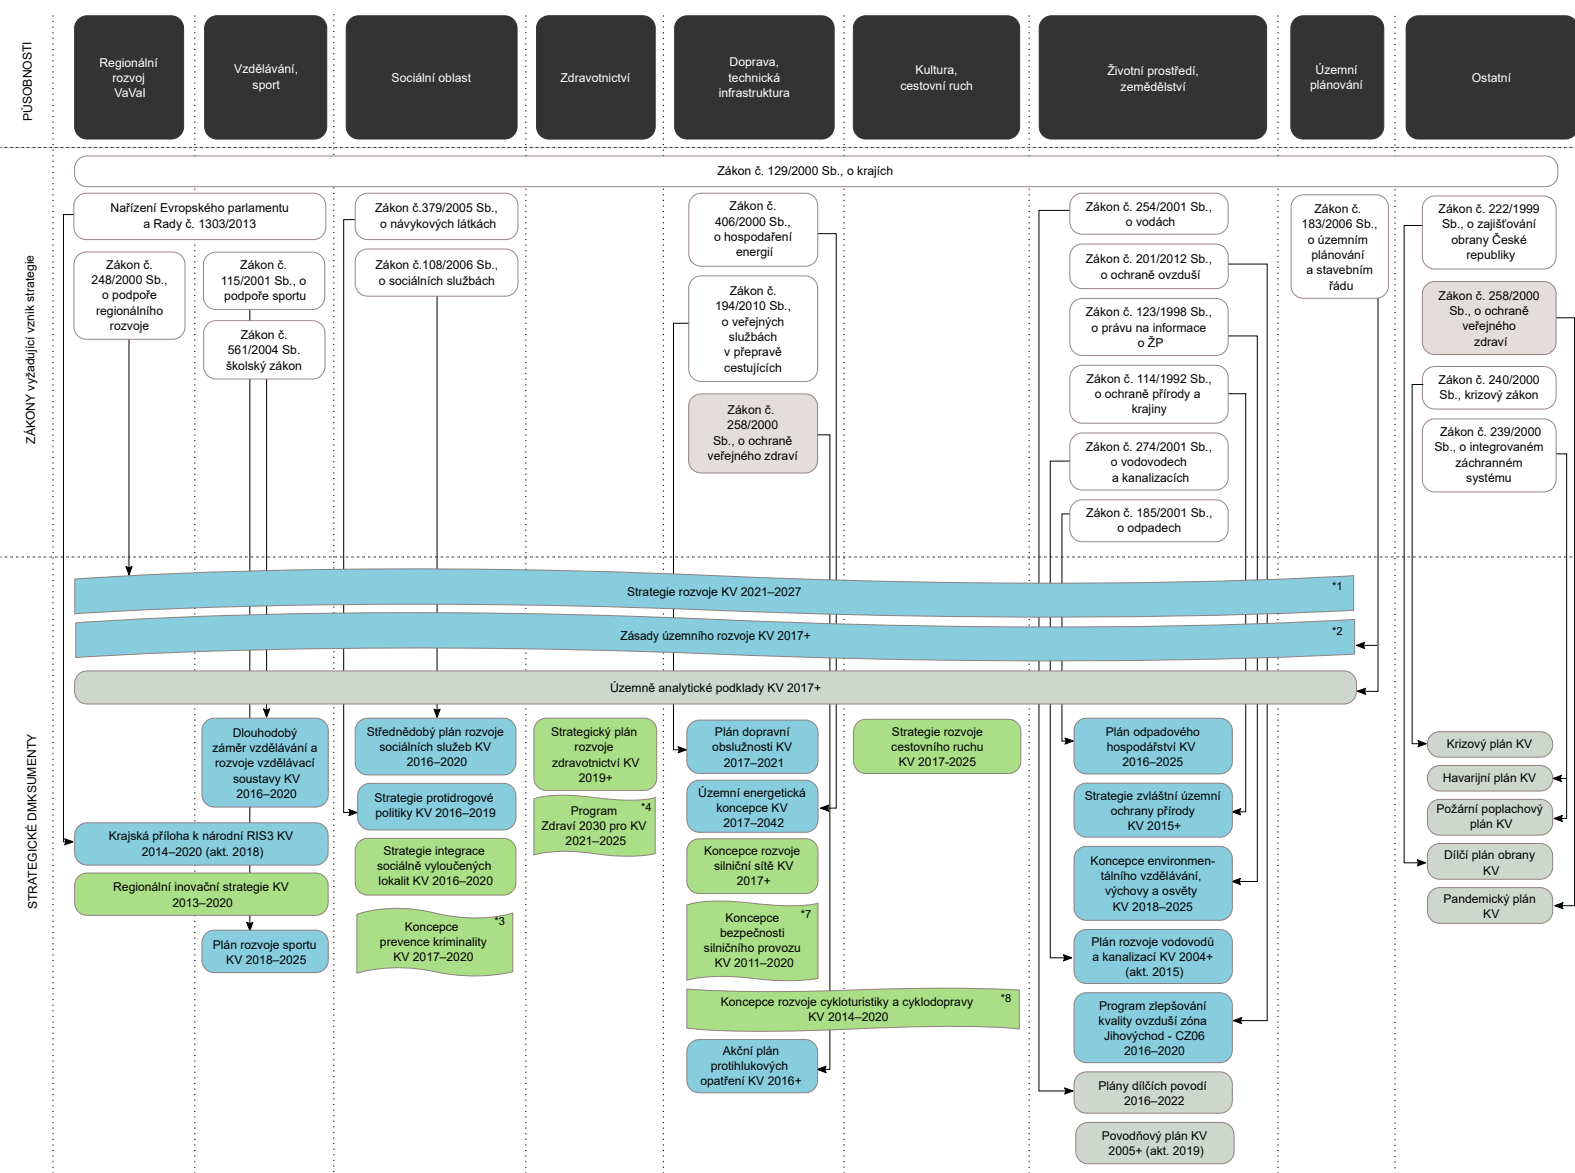 PŮSOBNOSTI
Regionální
rozvoj
VaVaI
Vzdělávání,
sport
Sociální oblast
Zdravotnictví
Doprava,
technická
infrastruktura
Kultura,
cestovní ruch
Životní prostředí,
zemědělství
Územní
plánování
Ostatní
ZÁKONY vyžadující vznik strategie
Zákon č. 129/2000 Sb., o krajích
Nařízení Evropského parlamentu
a Rady č. 1303/2013
Zákon č.
248/2000 Sb.,
o podpoře
regionálního
rozvoje
Zákon č.
115/2001 Sb., o
podpoře sportu
Zákon č.
561/2004 Sb.
školský zákon
Zákon č.379/2005 Sb.,
o návykových látkách
Zákon č.108/2006 Sb.,
o sociálních službách
Zákon č.
406/2000 Sb.,
o hospodaření
energií
Zákon č.
194/2010 Sb.,
o veřejných
službách
v přepravě
cestujících
Zákon č.
258/2000
Sb., o ochraně
veřejného zdraví
Zákon č. 254/2001 Sb.,
o vodách
Zákon č. 201/2012 Sb.,
o ochraně ovzduší
Zákon č. 123/1998 Sb.,
o právu na informace
o ŽP
Zákon č. 114/1992 Sb.,
o ochraně přírody a
krajiny
Zákon č. 274/2001 Sb.,
o vodovodech
a kanalizacích
Zákon č. 185/2001 Sb.,
o odpadech
Zákon č.
183/2006 Sb.,
o územním
plánování
a stavebním
řádu
Zákon č. 222/1999
Sb., o zajišťování
obrany České
republiky
Zákon č. 258/2000
Sb., o ochraně
veřejného
zdraví
Zákon č. 240/2000
Sb., krizový zákon
Zákon č. 239/2000
Sb., o integrovaném
záchranném
systému
STRATEGICKÉ DMKSUMENTY
Strategie rozvoje KV 2021–2027
*1
Zásady územního rozvoje KV 2017+
*2
Územně analytické podklady KV 2017+
Dlouhodobý
záměr vzdělávání a
rozvoje vzdělávací
soustavy KV
2016–2020
Krajská příloha k národní RIS3 KV
2014–2020 (akt. 2018)
Regionální inovační strategie KV
2013–2020
Plán rozvoje sportu
KV 2018–2025
Střednědobý plán rozvoje
sociálních služeb KV
2016–2020
Strategie protidrogové
politiky KV 2016–2019
Strategie integrace
sociálně vyloučených
lokalit KV 2016–2020
*3
Koncepce
prevence kriminality
KV 2017–2020
Strategický plán
rozvoje
zdravotnictví KV
2019+
*4
Program
Zdraví 2030 pro KV
2021–2025
Plán dopravní
obslužnosti KV
2017–2021
Územní energetická
koncepce KV
2017–2042
Koncepce rozvoje
silniční sítě KV
2017+
*7
Koncepce
bezpečnosti
silničního provozu
KV 2011–2020
Koncepce rozvoje cykloturistiky a cyklodopravy
KV 2014–2020
*8
Akční plán
protihlukových
opatření KV 2016+
Strategie rozvoje
cestovního ruchu
KV 2017-2025
Plán odpadového
hospodářství KV
2016–2025
Strategie zvláštní územní
ochrany přírody
KV 2015+
Koncepce environmen-
tálního vzdělávání,
výchovy a osvěty
KV 2018–2025
Plán rozvoje vodovodů
a kanalizací KV 2004+
(akt. 2015)
Program zlepšování
kvality ovzduší zóna
Jihovýchod - CZ06
2016–2020
Plány dílčích povodí
2016–2022
Povodňový plán KV
2005+ (akt. 2019)
Krizový plán KV
Havarijní plán KV
Požární poplachový
plán KV
Dílčí plán obrany
KV
Pandemický plán
KV